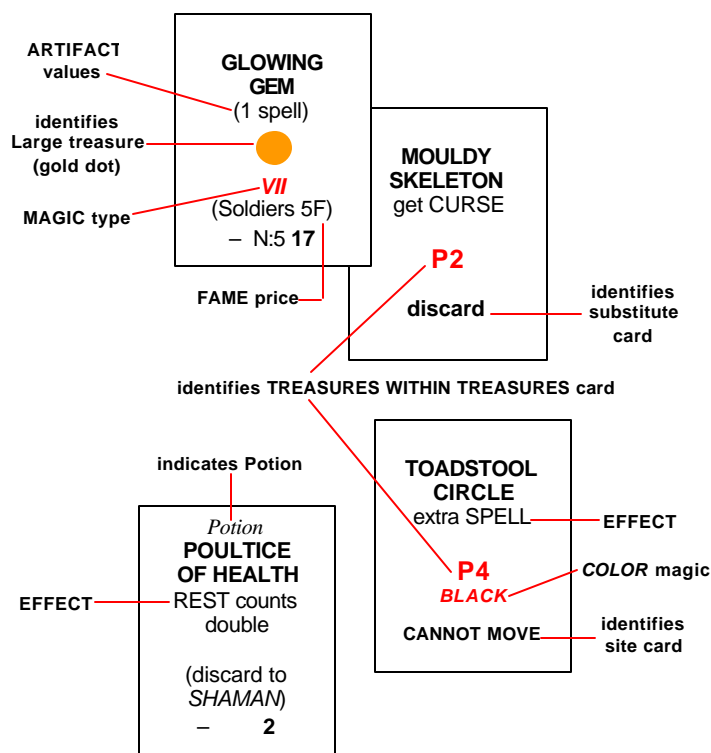 ARTIFACT
values
GLOWING
GEM
(1 spell)
identifies
Large treasure
(gold dot)
VII
MAGIC type
(Soldiers 5F)
– N:5 17
FAME price
MOULDY
SKELETON
get CURSE
P2
discard
identifies
substitute
card
identifies TREASURES WITHIN TREASURES card
indicates Potion
Potion
POULTICE
OF HEALTH
EFFECT
REST counts
double
(discard to
SHAMAN)
– 2
TOADSTOOL
CIRCLE
extra SPELL
EFFECT
P4
BLACK
COLOR magic
CANNOT MOVE
identifies
site card